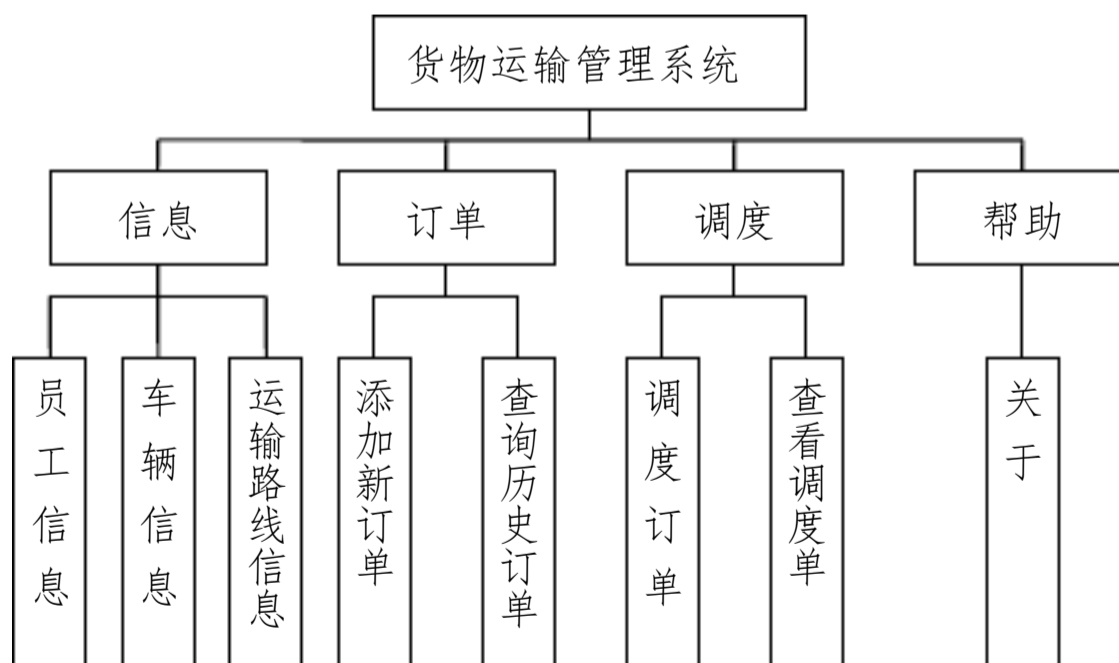 货物运输管理系统
信息
订单
调度
帮助
员工信息
车辆信息
运输路线信息
添加新订单
查询历史订单
调度订单
查看调度单
关于